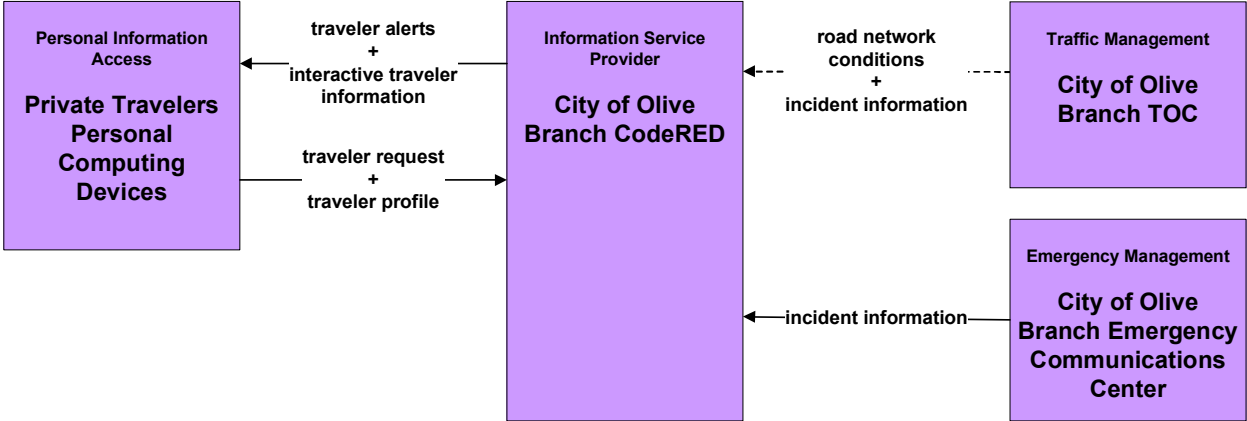 Personal Information
Access
Private Travelers
Personal
Computing
Devices
traveler alerts
+
interactive traveler
information
traveler request
+
traveler profile
Information Service
Provider
City of Olive
Branch CodeRED
road network
conditions
+
incident information
incident information
Traffic Management
City of Olive
Branch TOC
Emergency Management
City of Olive
Branch Emergency
Communications
Center